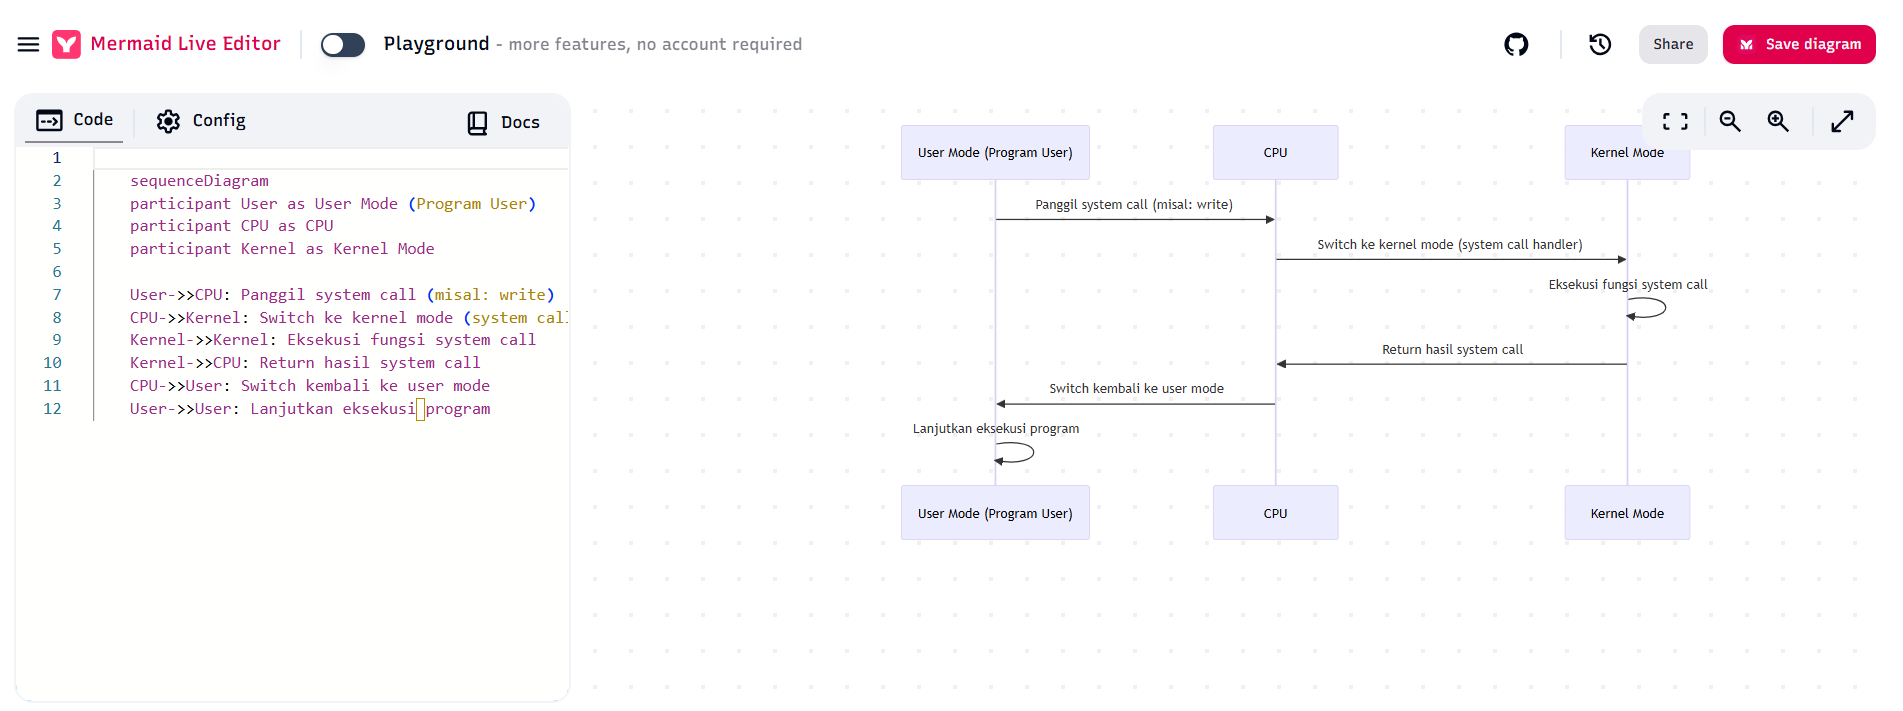 Mermaid Live Editor
Playground - more features, no account required
Share
Save diagram
Code
Config
Docs
1
2 sequenceDiagram
3 participant User as User Mode (Program User)
4 participant CPU as CPU
5 participant Kernel as Kernel Mode
6
7 User->>CPU: Panggil system call (misal: write)
8 CPU->>Kernel: Switch ke kernel mode (system cal
9 Kernel->>Kernel: Eksekusi fungsi system call
10 Kernel->>CPU: Return hasil system call
11 CPU->>User: Switch kembali ke user mode
12 User->>User: Lanjutkan eksekusi program
User Mode (Program User)
CPU
Kernel Mode
Panggil system call (misal: write)
Switch ke kernel mode (system call handler)
Eksekusi fungsi system call
Return hasil system call
Switch kembali ke user mode
Lanjutkan eksekusi program
User Mode (Program User)
CPU
Kernel Mode